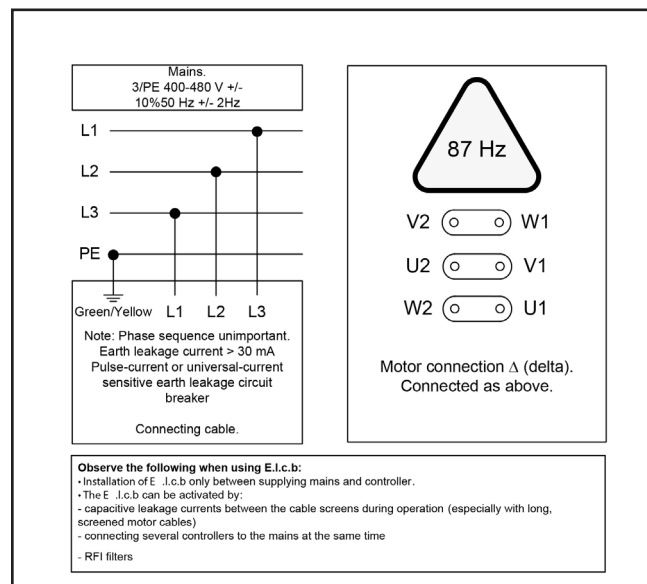 Mains.
3/PE 400-480 V +/-
10%50 Hz +/- 2Hz
L1
L2
L3
PE
Green/Yellow L1 L2 L3
Note: Phase sequence unimportant.
Earth leakage current > 30 mA
Pulse-current or universal-current
sensitive earth leakage circuit
breaker
Connecting cable.
87 Hz
V2 W1
U2 V1
W2 U1
Motor connection Δ (delta).
Connected as above.
Observe the following when using E.l.c.b:
• Installation of E .l.c.b only between supplying mains and controller.
• The E .l.c.b can be activated by:
- capacitive leakage currents between the cable screens during operation (especially with long,
screened motor cables)
- connecting several controllers to the mains at the same time
- RFI filters